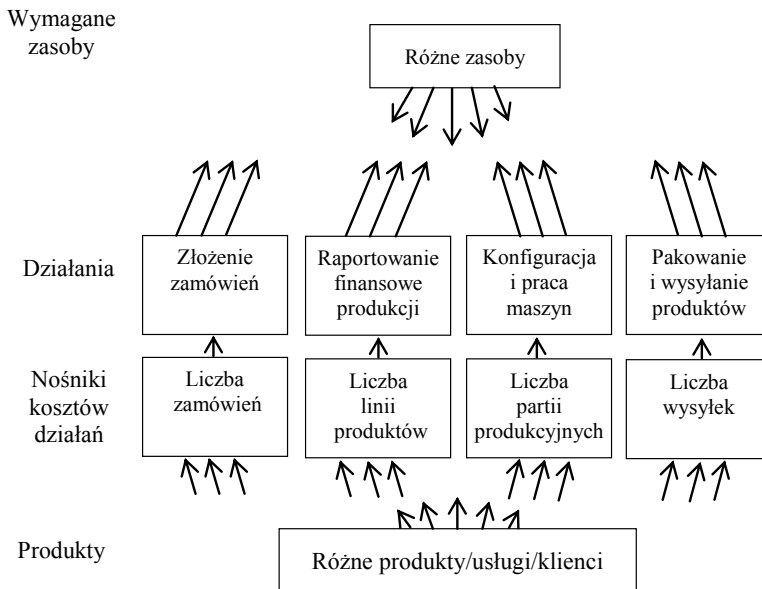 Wymagane
zasoby
Różne zasoby
Działania
Złożenie
zamówień
Raportowanie
finansowe
produkcji
Konfiguracja
i praca
maszyn
Pakowanie
i wysyłanie
produktów
Nośniki
kosztów
działań
Liczba
zamówień
Liczba
linii
produktów
Liczba
partii
produkcyjnych
Liczba
wysyłek
Produkty
Różne produkty/usługi/klienci